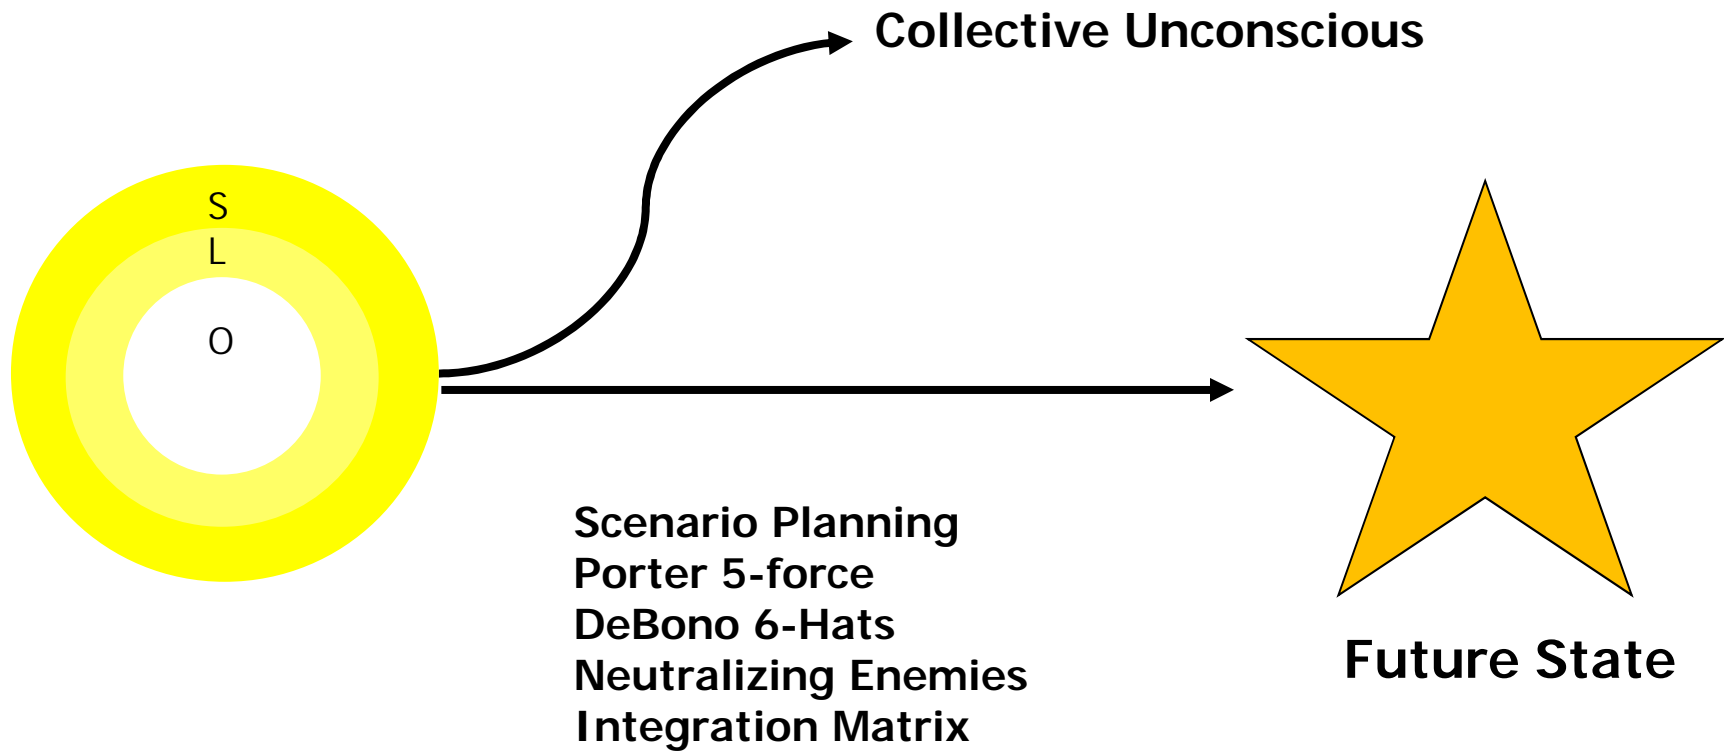 Collective Unconscious
S
L
O
Scenario Planning
Porter 5-force
DeBono 6-Hats
Neutralizing Enemies
Integration Matrix
Future State